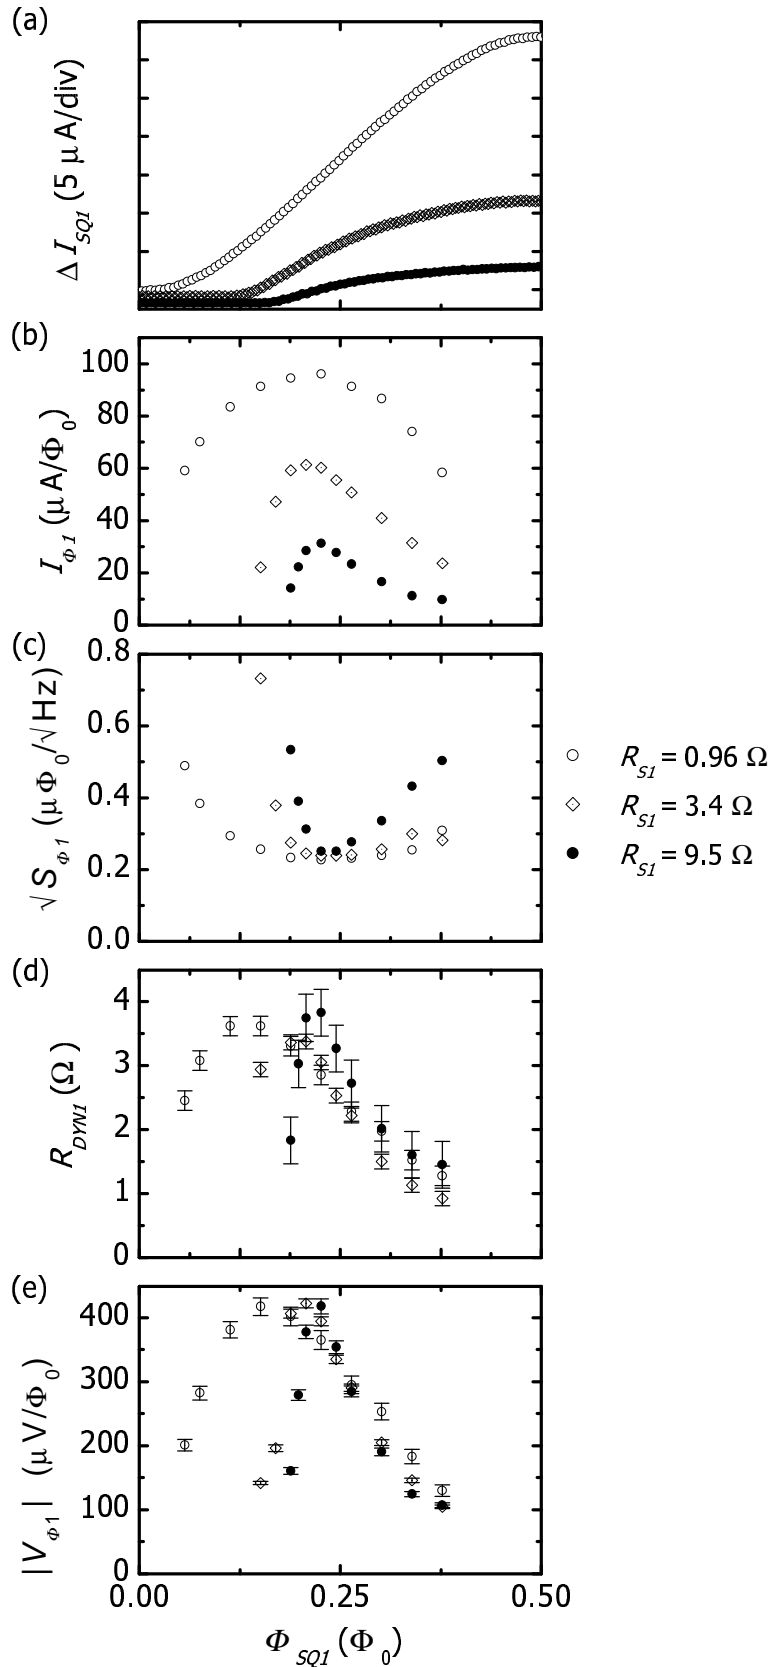 (a)
Δ I_SQ1 (5 μA/div)
(b)
100
80
60
40
20
0
I_Φ1 (μA/Φ_0)
(c)
0.8
0.6
0.4
0.2
0.0
√S_Φ1 (μΦ_0/√Hz)
R_S1 = 0.96 Ω
R_S1 = 3.4 Ω
R_S1 = 9.5 Ω
(d)
4
3
2
1
0
R_DYN1 (Ω)
(e)
400
300
200
100
0
|V_Φ1| (μV/Φ_0)
0.00 0.25 0.50
Φ_SQ1 (Φ_0)